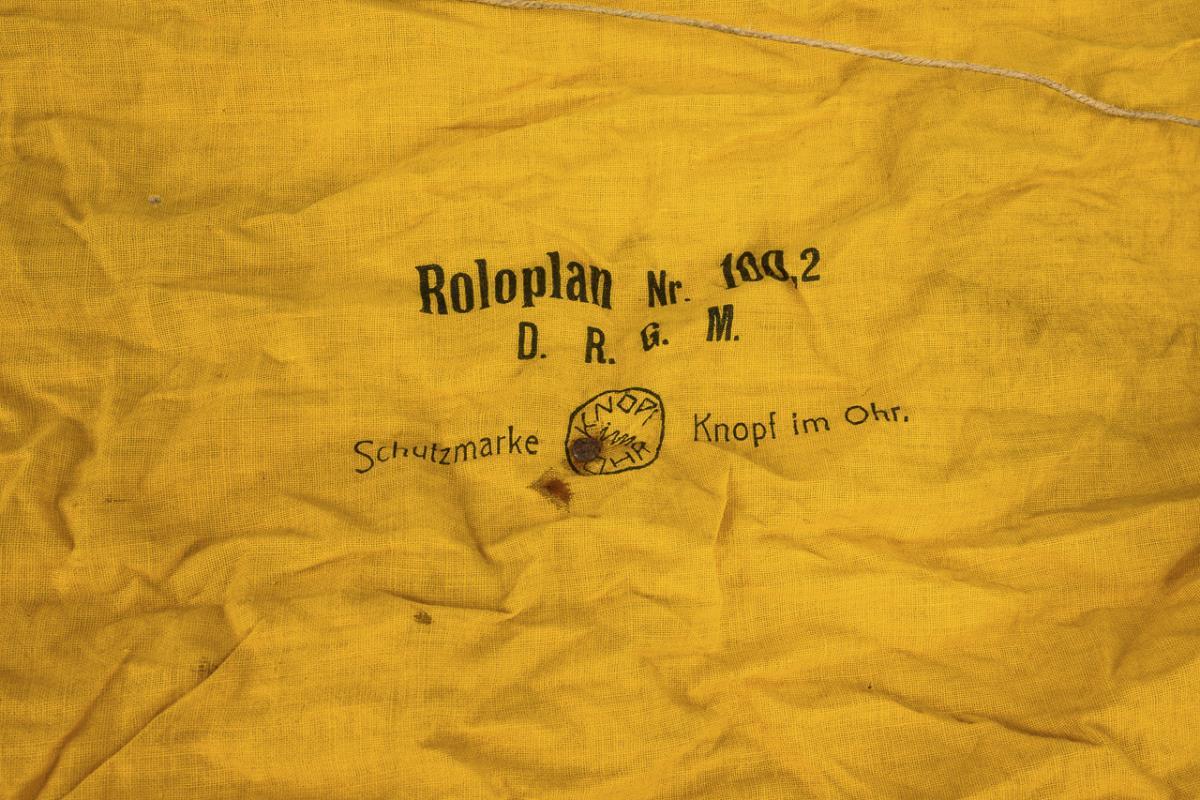 Roloplan Nr. 100,2
D. R. G. M.
Schutzmarke KNOPF im OHR Knopf im Ohr.